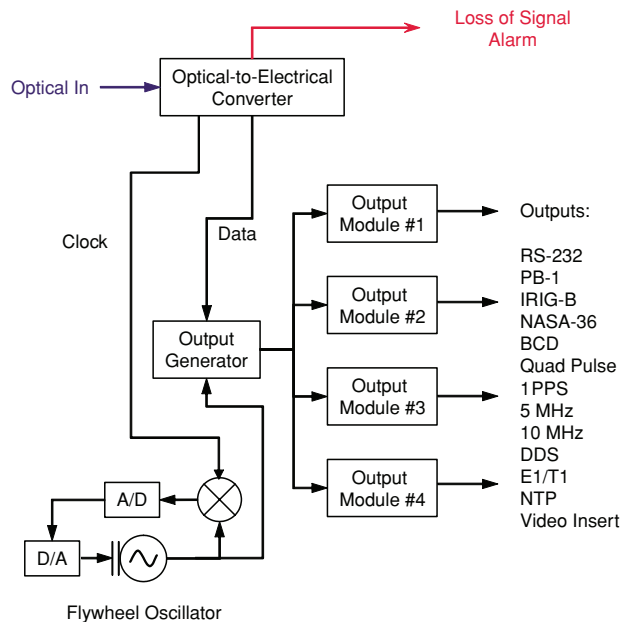 Loss of Signal
Alarm
Optical In
Optical-to-Electrical
Converter
Clock
Data
Output
Generator
Output
Module #1
Output
Module #2
Output
Module #3
Output
Module #4
Outputs:
RS-232
PB-1
IRIG-B
NASA-36
BCD
Quad Pulse
1PPS
5 MHz
10 MHz
DDS
E1/T1
NTP
Video Insert
A/D
D/A
Flywheel Oscillator